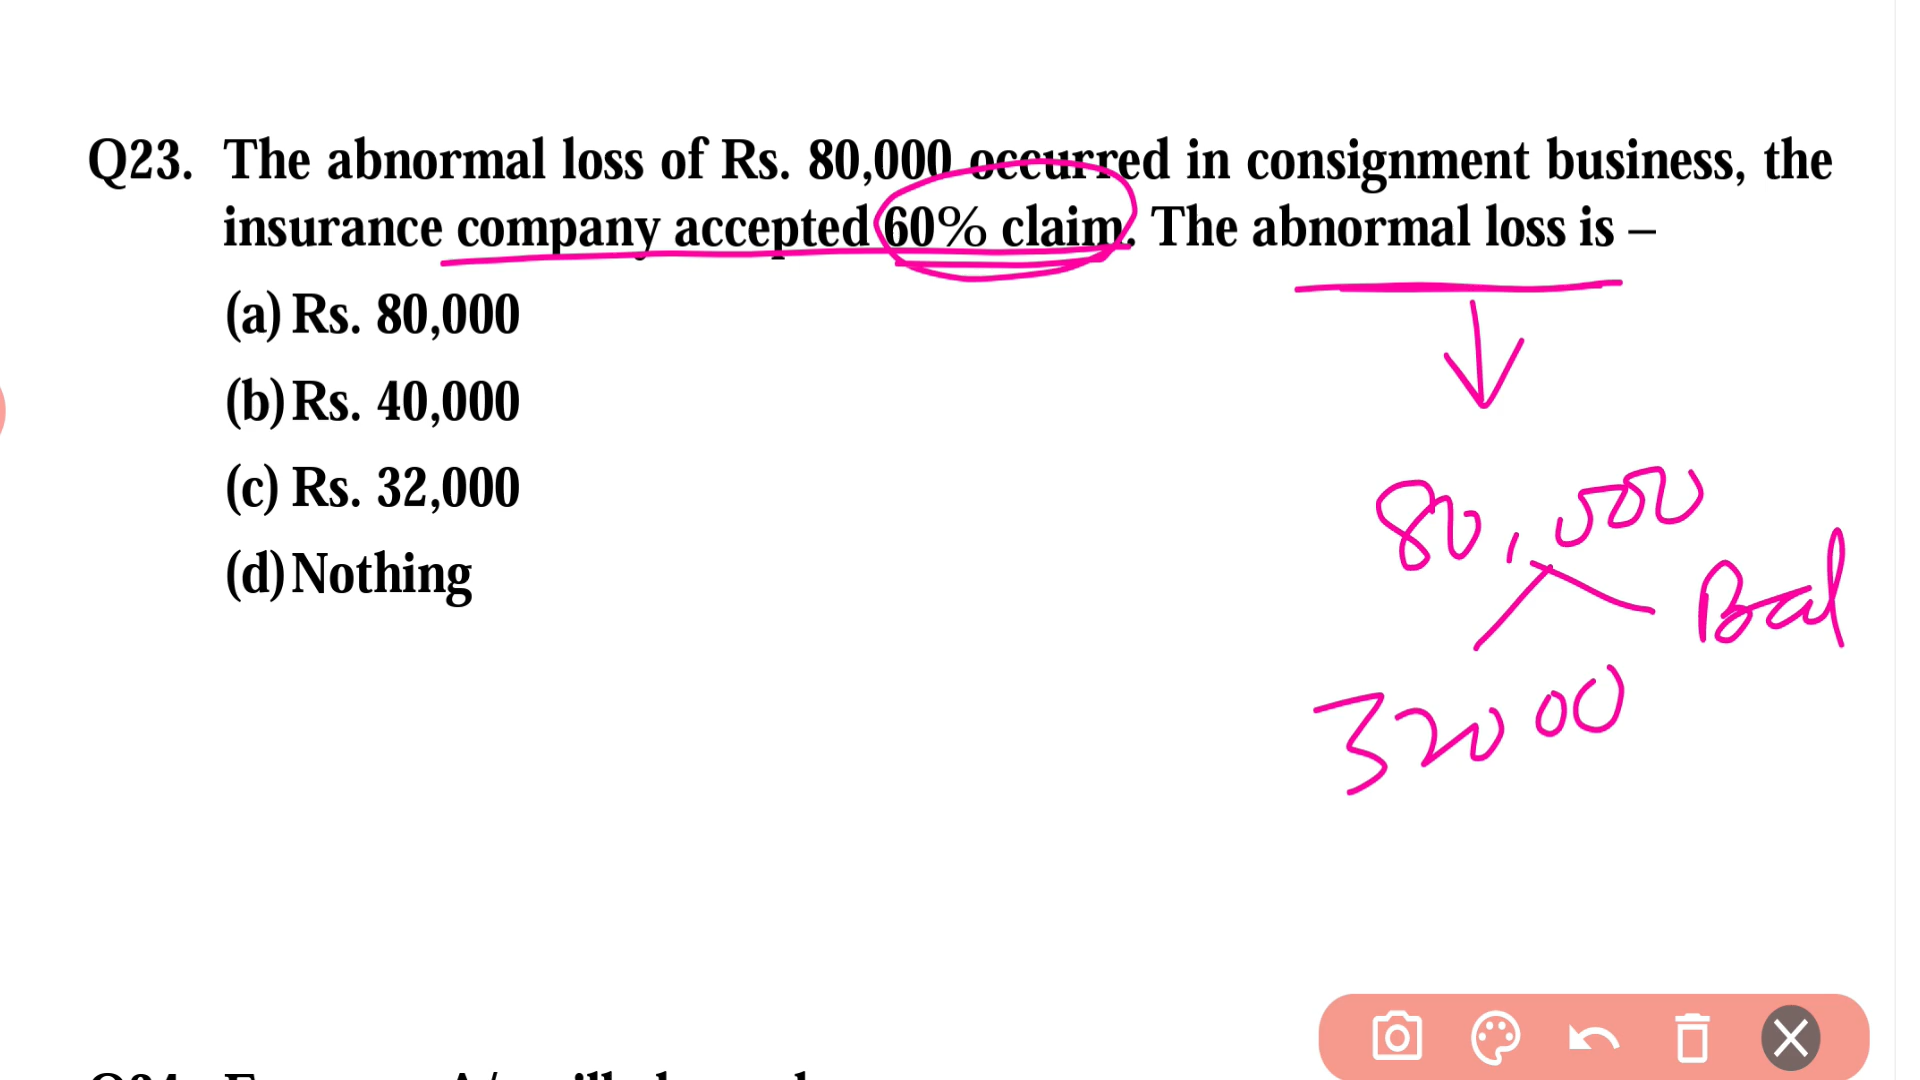 Q23. The abnormal loss of Rs. 80,000 occurred in consignment business, the
insurance company accepted 60% claim. The abnormal loss is –
(a) Rs. 80,000
(b) Rs. 40,000
(c) Rs. 32,000
(d) Nothing
80,000
Bal
32000